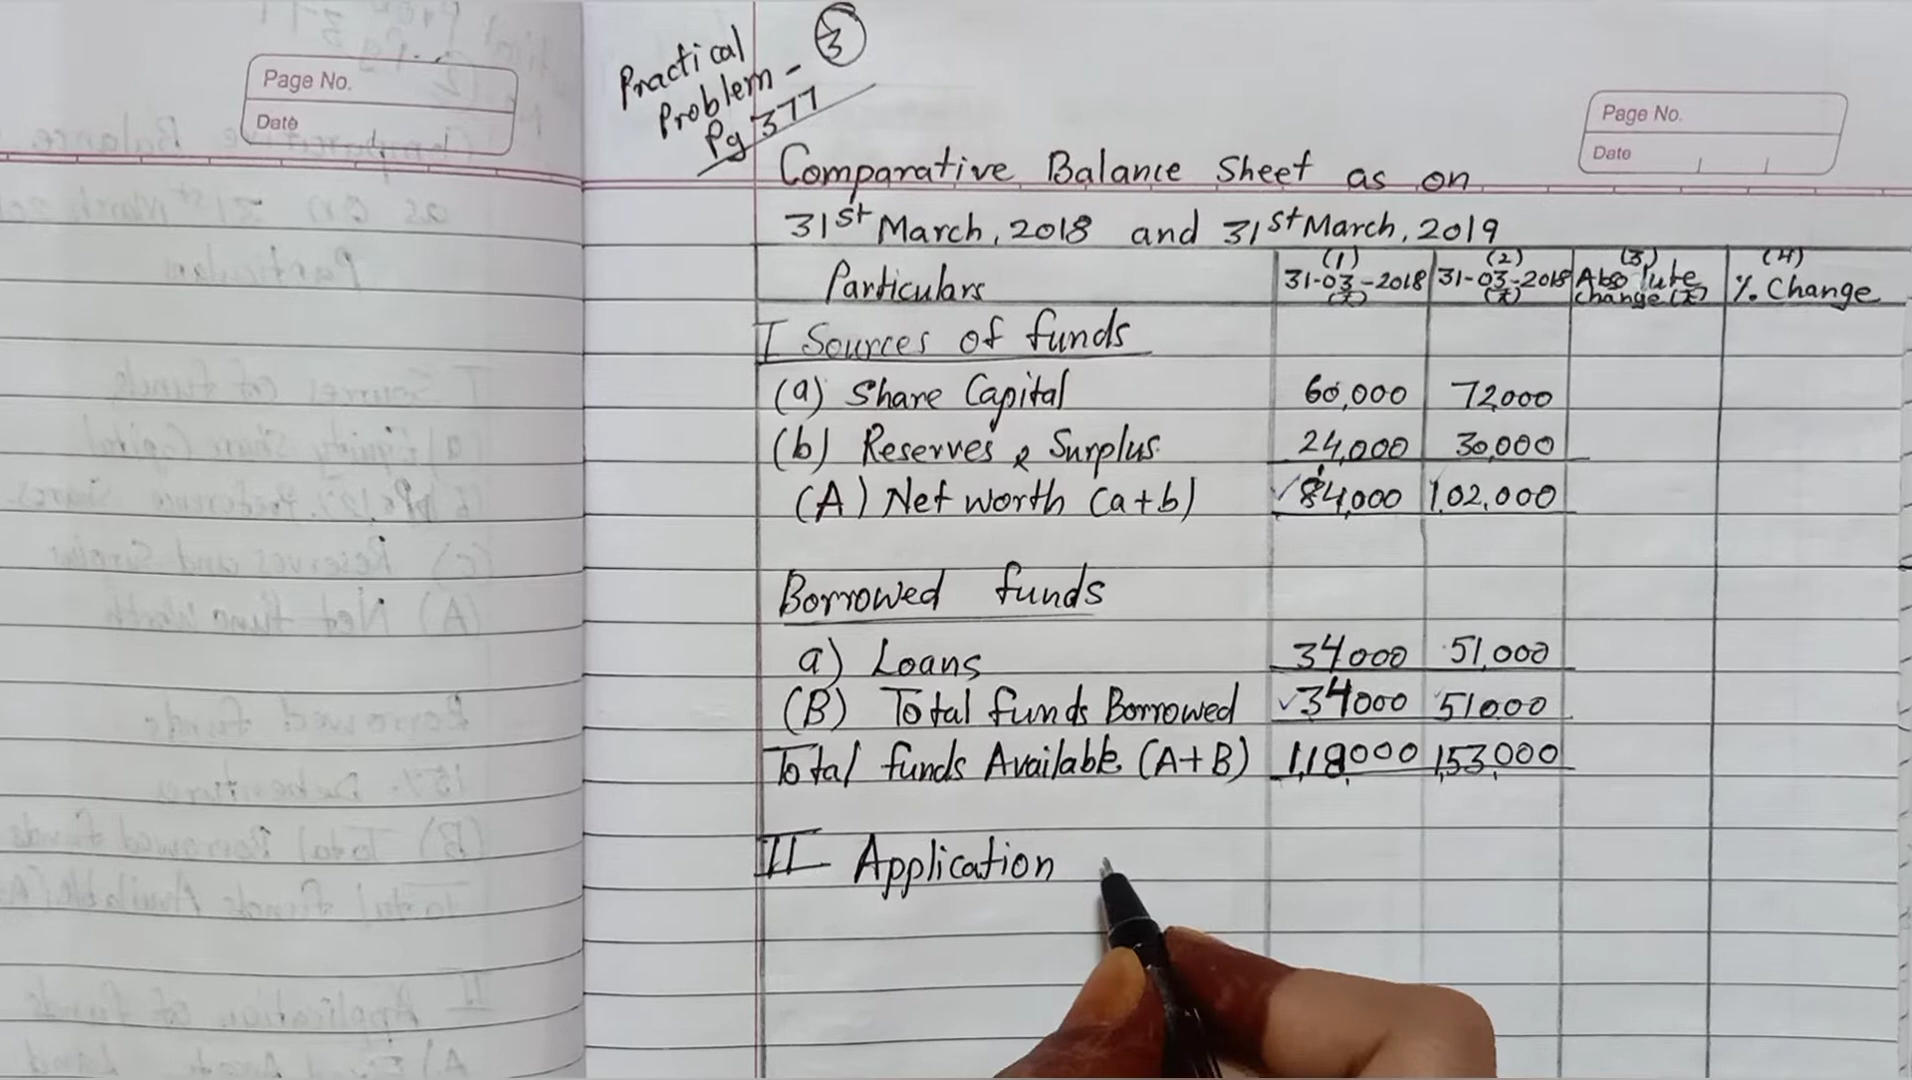 Page No.
Date
Practical
Problem - 3
Pg 377
Page No.
Date
Comparative Balance Sheet as on
31st March, 2018 and 31st March, 2019
Particulars (1) 31-03-2018 (₹) (2) 31-03-2018 (₹) (3) Absolute Change (₹) (4) % Change
I Sources of funds
(a) Share Capital 60,000 72,000
(b) Reserves & Surplus 24,000 30,000
(A) Net worth (a+b) 84,000 1,02,000
Borrowed funds
a) Loans 34000 51,000
(B) Total funds Borrowed 34000 51000
Total funds Available (A+B) 1,18,000 1,53,000
II Application